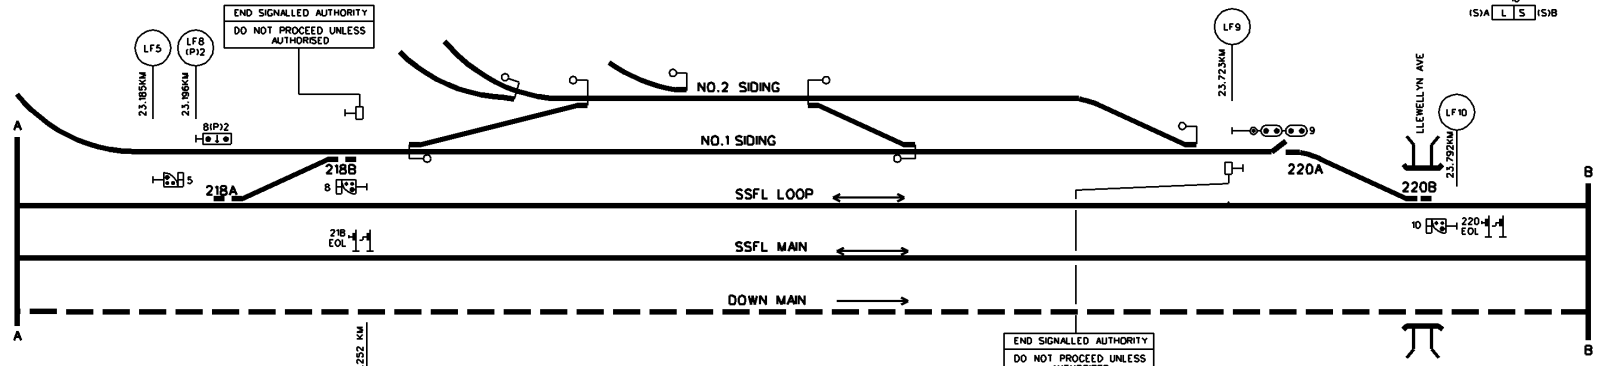 END SIGNALLED AUTHORITY
DO NOT PROCEED UNLESS
AUTHORISED
(S)A L S (S)B
LF5
LF8
(P)2
LF9
23.185KM
23.196KM
23.723KM
LLEWELLYN AVE
LF10
23.792KM
NO.2 SIDING
A
8(P)2
9
NO.1 SIDING
218B
220A
5
8
218A
220B
B
SSFL LOOP
10
220
EOL
218
EOL
SSFL MAIN
DOWN MAIN
A
.252 KM
END SIGNALLED AUTHORITY
DO NOT PROCEED UNLESS
B